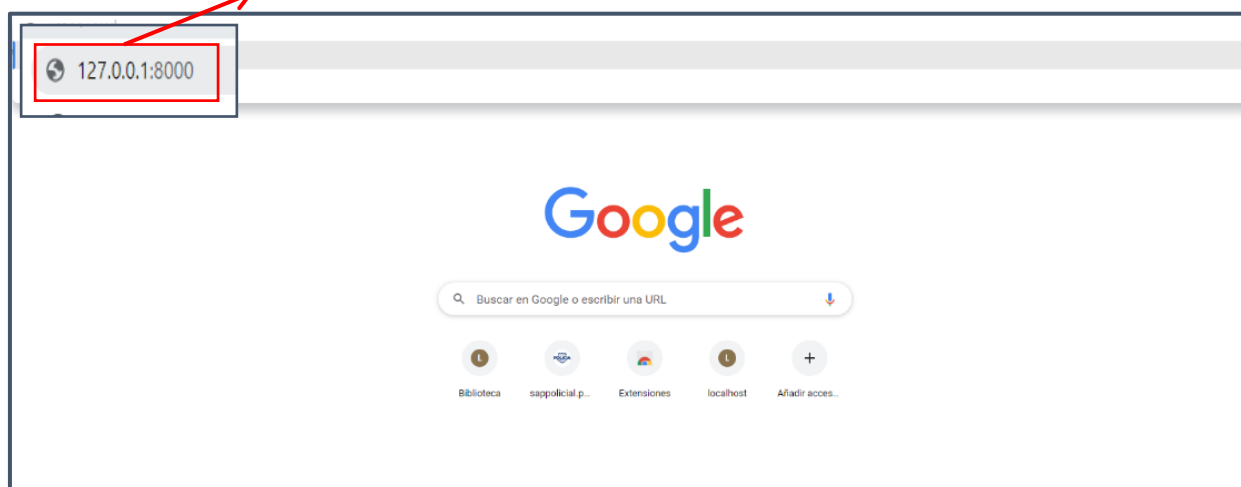 127.0.0.1:8000
Google
Buscar en Google o escribir una URL
Biblioteca
sappolicial.p...
Extensiones
localhost
Añadir acces...